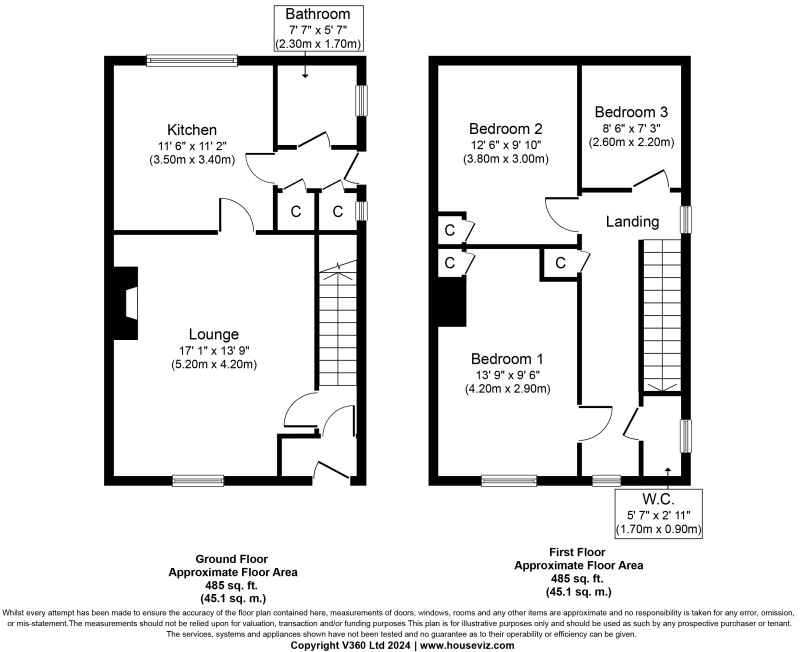 Bathroom
7' 7" x 5' 7"
(2.30m x 1.70m)
Kitchen
11' 6" x 11' 2"
(3.50m x 3.40m)
C
C
Lounge
17' 1" x 13' 9"
(5.20m x 4.20m)
Ground Floor
Approximate Floor Area
485 sq. ft.
(45.1 sq. m.)
Bedroom 2
12' 6" x 9' 10"
(3.80m x 3.00m)
Bedroom 3
8' 6" x 7' 3"
(2.60m x 2.20m)
Landing
C
C
C
Bedroom 1
13' 9" x 9' 6"
(4.20m x 2.90m)
W.C.
5' 7" x 2' 11"
(1.70m x 0.90m)
First Floor
Approximate Floor Area
485 sq. ft.
(45.1 sq. m.)
Whilst every attempt has been made to ensure the accuracy of the floor plan contained here, measurements of doors, windows, rooms and any other items are approximate and no responsibility is taken for any error, omission,
or mis-statement.The measurements should not be relied upon for valuation, transaction and/or funding purposes This plan is for illustrative purposes only and should be used as such by any prospective purchaser or tenant.
The services, systems and appliances shown have not been tested and no guarantee as to their operability or efficiency can be given.
Copyright V360 Ltd 2024 | www.houseviz.com